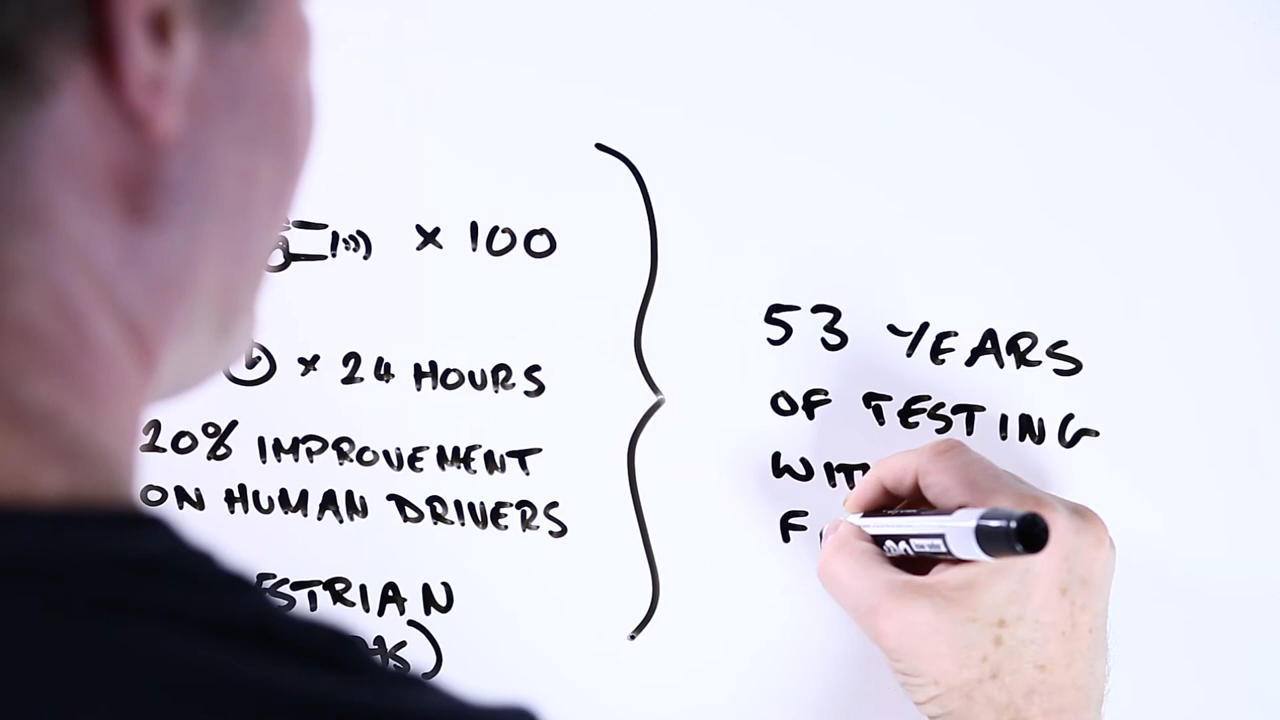 × 100
× 24 HOURS
20% IMPROVEMENT
ON HUMAN DRIVERS
53 YEARS
OF TESTING